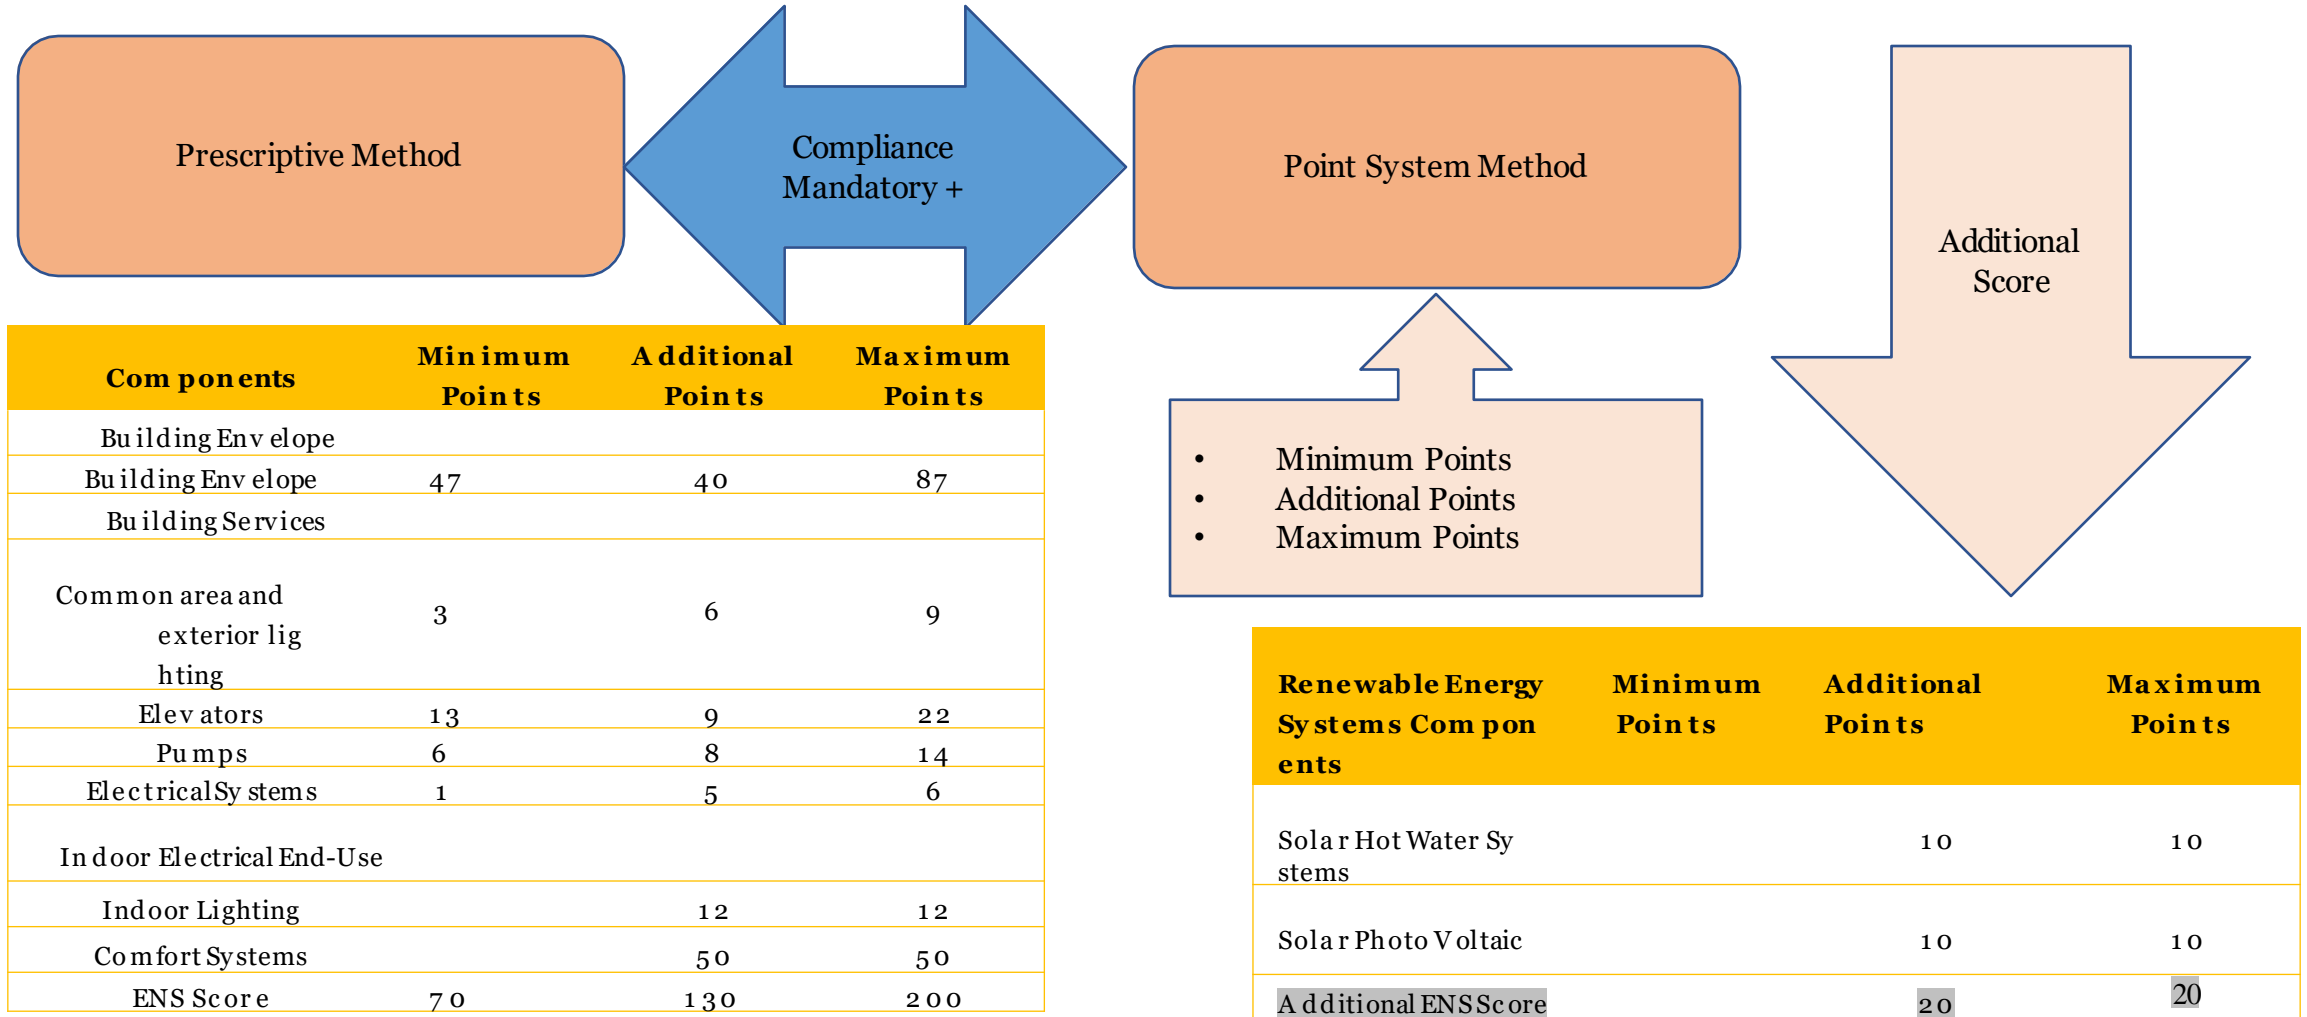 Prescriptive Method
Compliance
Mandatory +
Point System Method
Additional
Score
Components Minimum Points Additional Points Maximum Points
Building Envelope
Building Envelope 47 40 87
Building Services
Common area and
exterior lig
hting
3 6 9
Elevators 13 9 22
Pumps 6 8 14
Electrical Systems 1 5 6
Indoor Electrical End-Use
Indoor Lighting 12 12
Comfort Systems 50 50
ENS Score 70 130 200
• Minimum Points
• Additional Points
• Maximum Points
Renewable Energy Minimum Additional Maximum
Systems Compon Points Points Points
ents
Solar Hot Water Sy 10 10
stems
Solar Photo Voltaic 10 10
Additional ENS Score 20 20